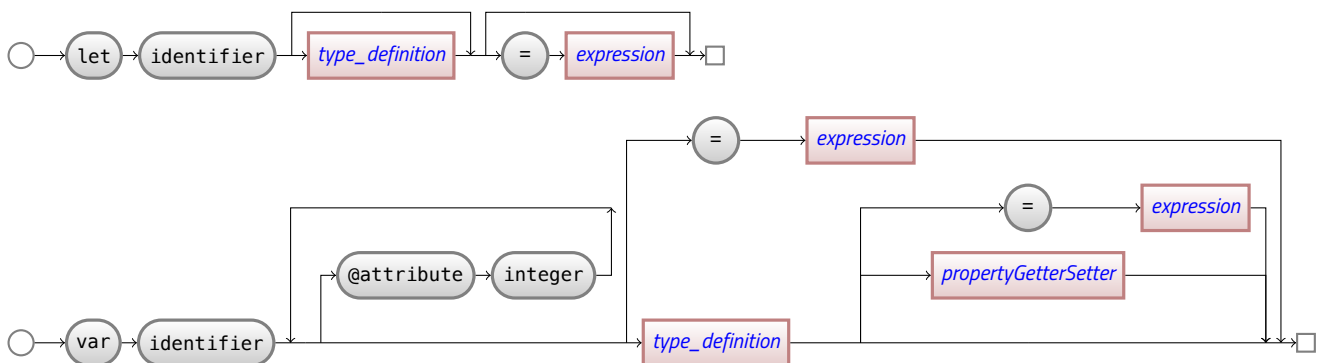 let identifier type_definition = expression
= expression
= expression
@attribute integer propertyGetterSetter
var identifier type_definition